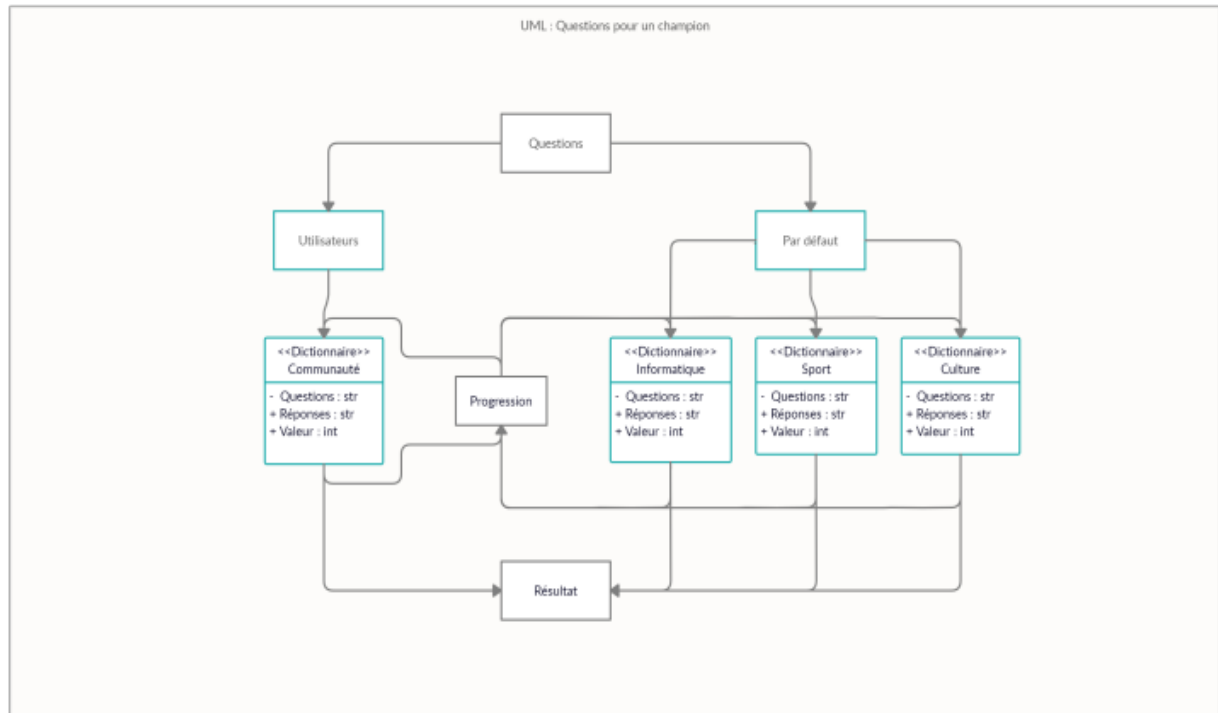 UML : Questions pour un champion
Questions
Utilisateurs
Par défaut
<<Dictionnaire>>
Communauté
- Questions : str
+ Réponses : str
+ Valeur : int
Progression
<<Dictionnaire>>
Informatique
- Questions : str
+ Réponses : str
+ Valeur : int
<<Dictionnaire>>
Sport
- Questions : str
+ Réponses : str
+ Valeur : int
<<Dictionnaire>>
Culture
- Questions : str
+ Réponses : str
+ Valeur : int
Résultat